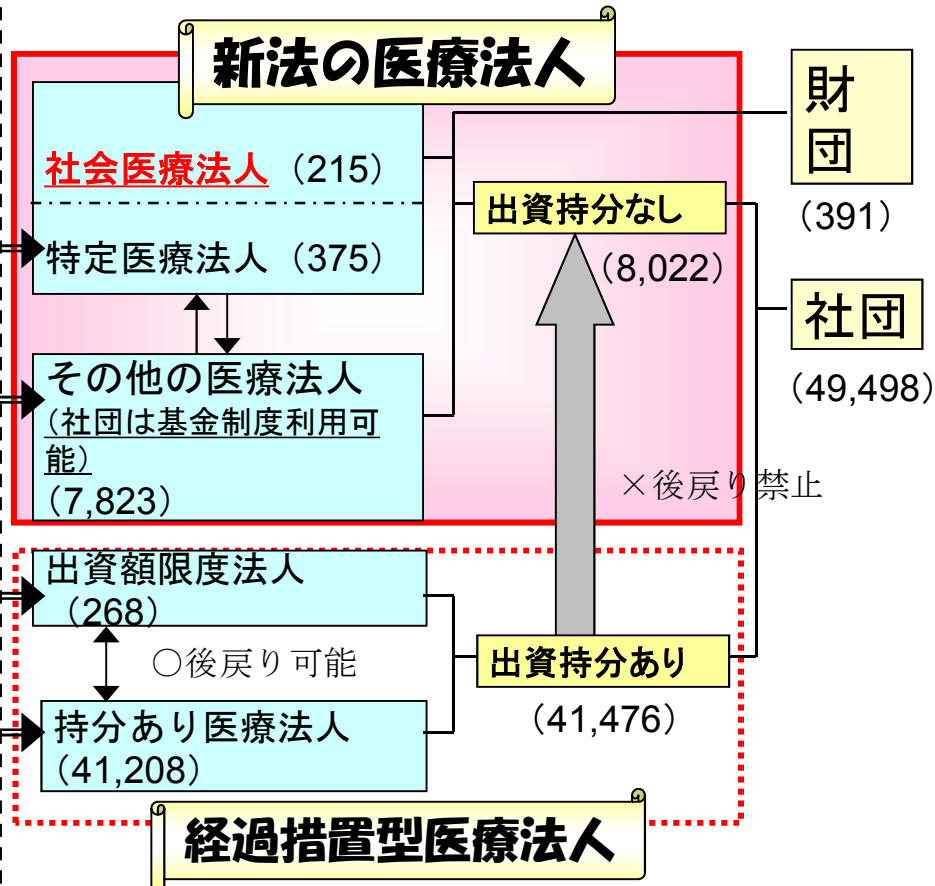 新法の医療法人
財
団
(391)
社会医療法人（215）
出資持分なし
特定医療法人（375）
(8,022)
社団
(49,498)
その他の医療法人
(社団は基金制度利用可
能)
(7,823)
×後戻り禁止
出資額限度法人
(268)
○後戻り可能
出資持分あり
(41,476)
持分あり医療法人
(41,208)
経過措置型医療法人